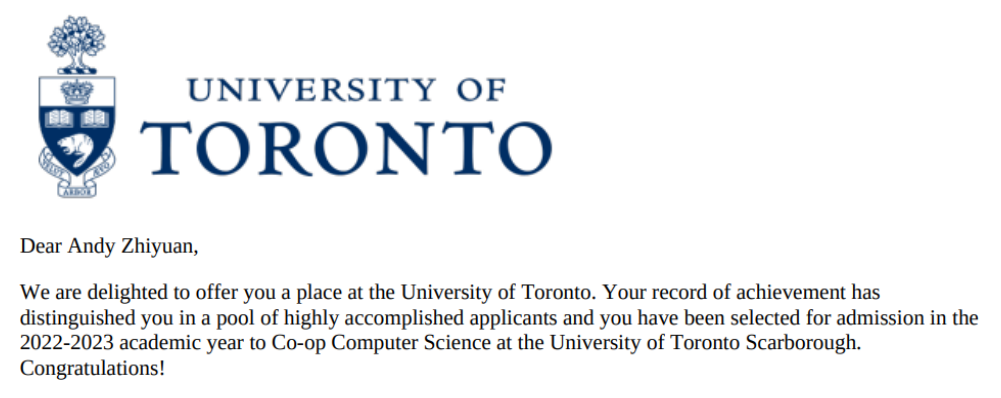 UNIVERSITY OF
TORONTO
VELUT
ÆVO
ARBOR
Dear Andy Zhiyuan,
We are delighted to offer you a place at the University of Toronto. Your record of achievement has
distinguished you in a pool of highly accomplished applicants and you have been selected for admission in the
2022-2023 academic year to Co-op Computer Science at the University of Toronto Scarborough.
Congratulations!